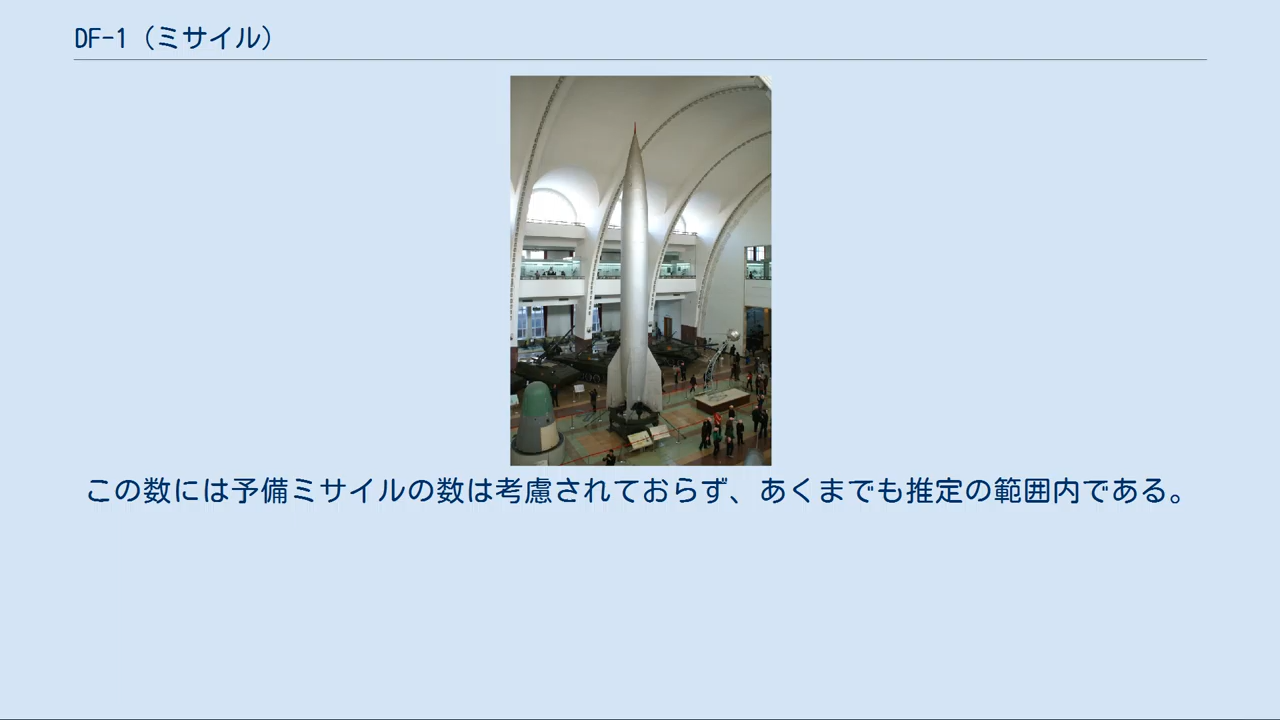 DF-1（ミサイル）
この数には予備ミサイルの数は考慮されておらず、あくまでも推定の範囲内である。